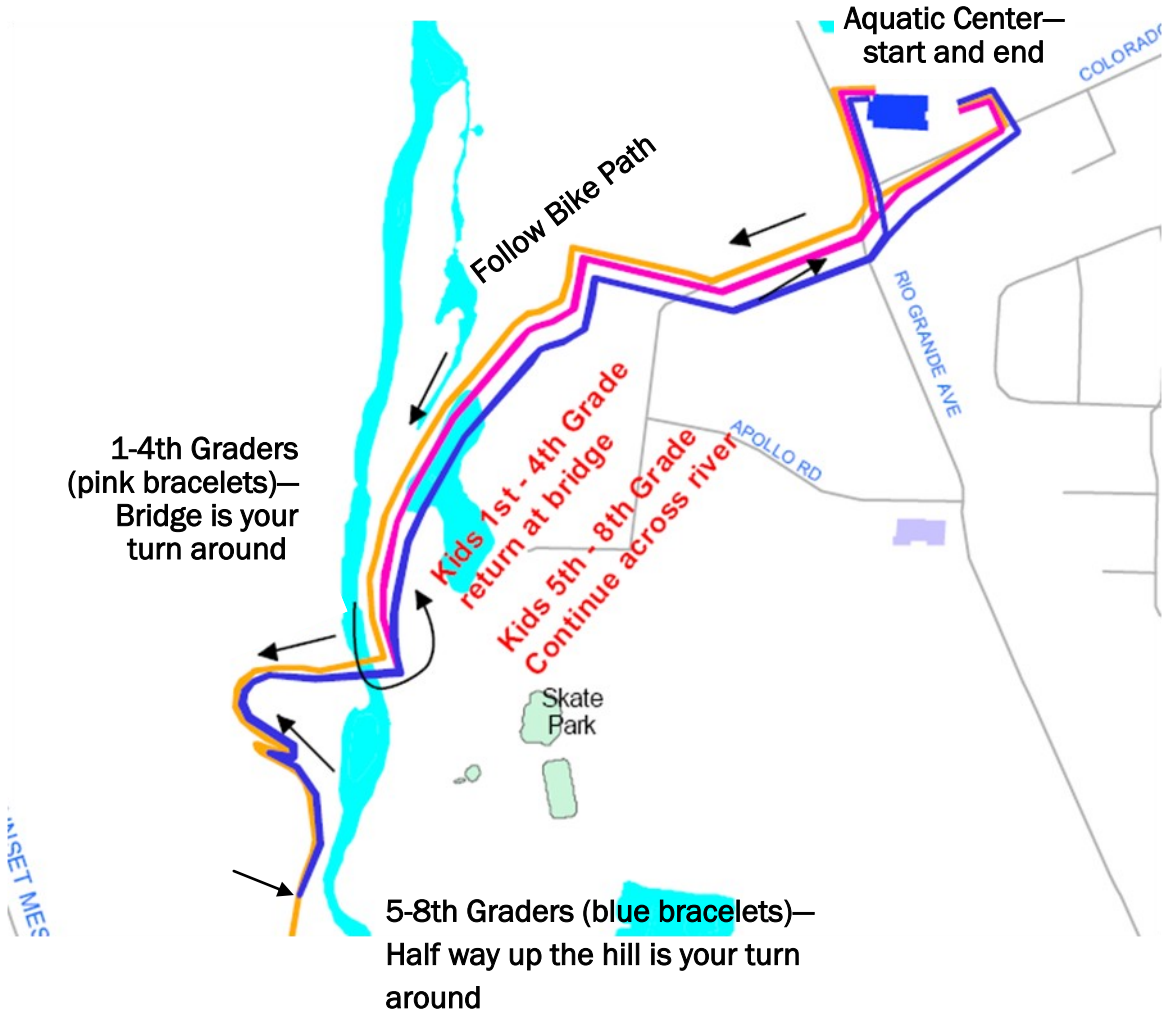 Aquatic Center—
start and end
COLORADO
Follow Bike Path
RIO GRANDE AVE
1-4th Graders
(pink bracelets)—
Bridge is your
turn around
APOLLO RD
Kids 1st - 4th Grade
return at bridge
Kids 5th - 8th Grade
Continue across river
Skate
Park
NSET MES
5-8th Graders (blue bracelets)—
Half way up the hill is your turn
around